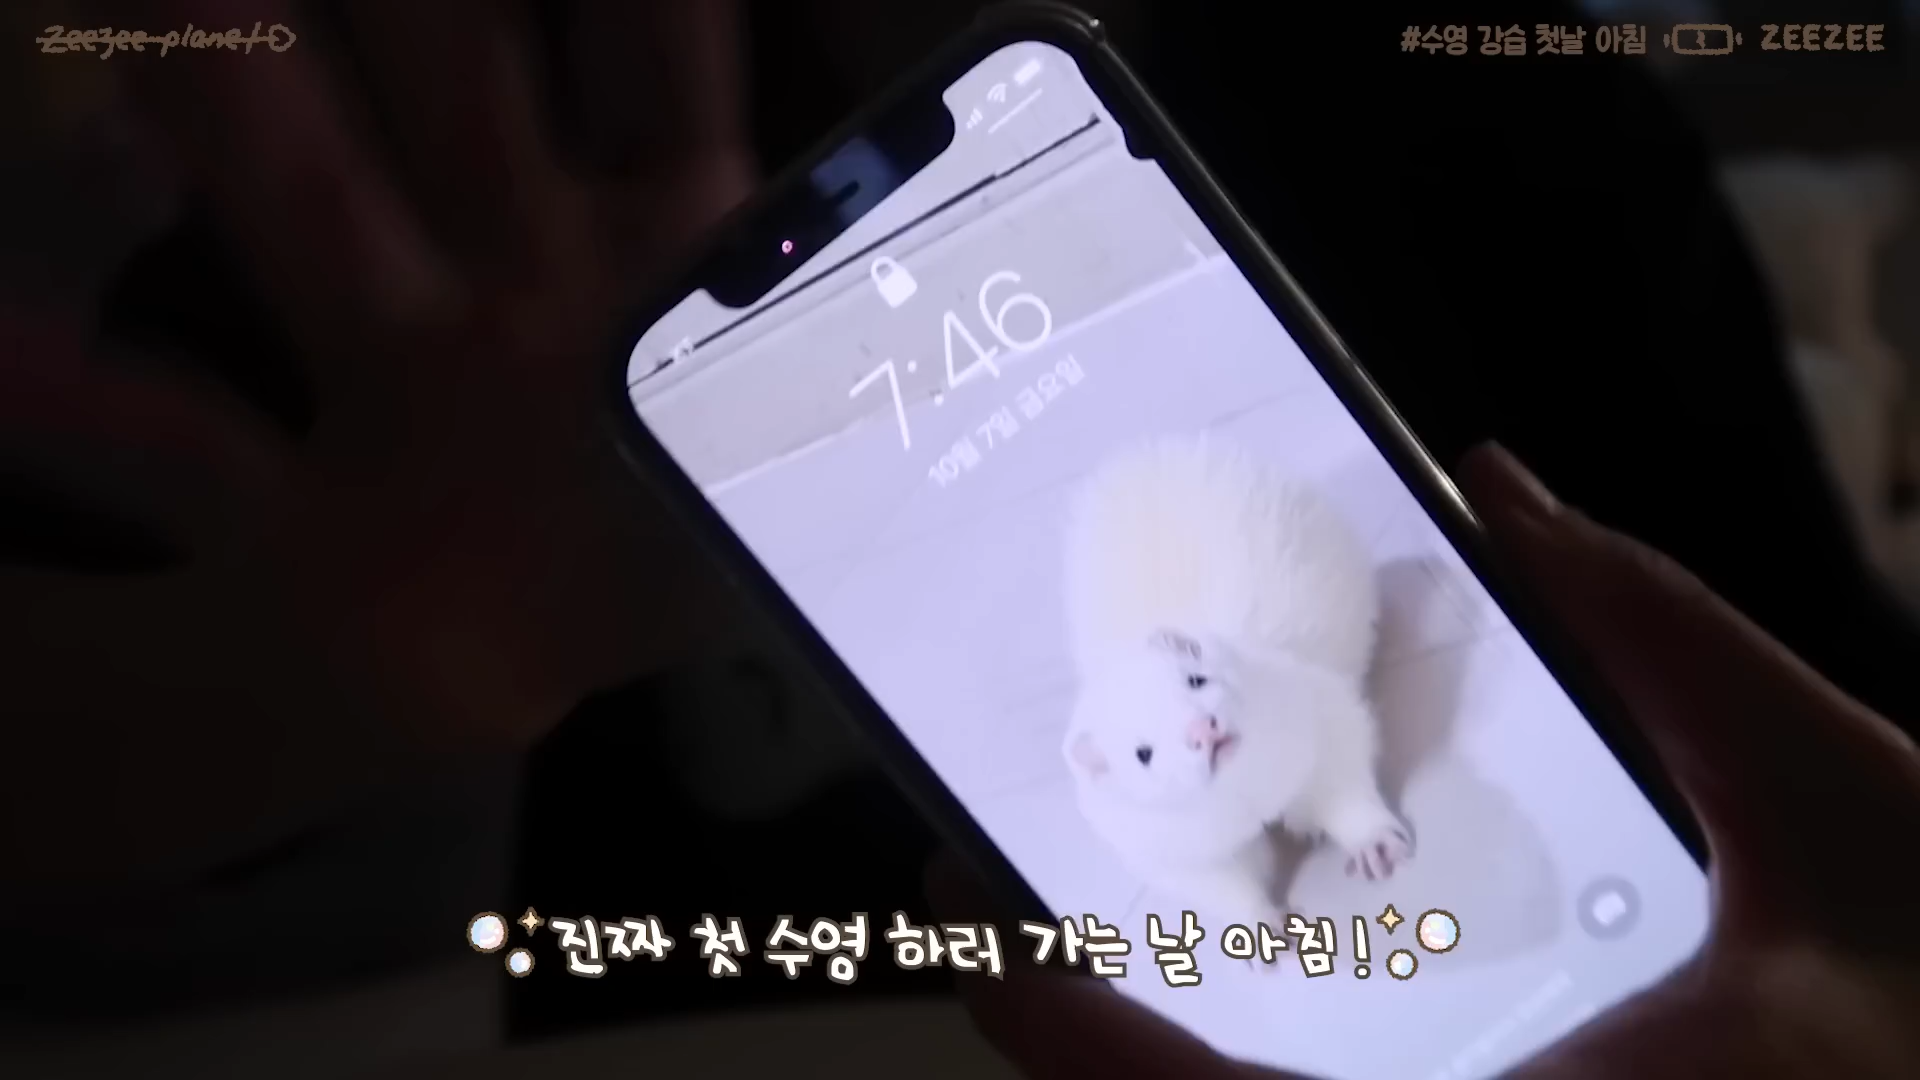 zeezee planet
#수영 강습 첫날 아침 ZEEZEE
7:46
10월 7일 금요일
진짜 첫 수영 하러 가는 날 아침!